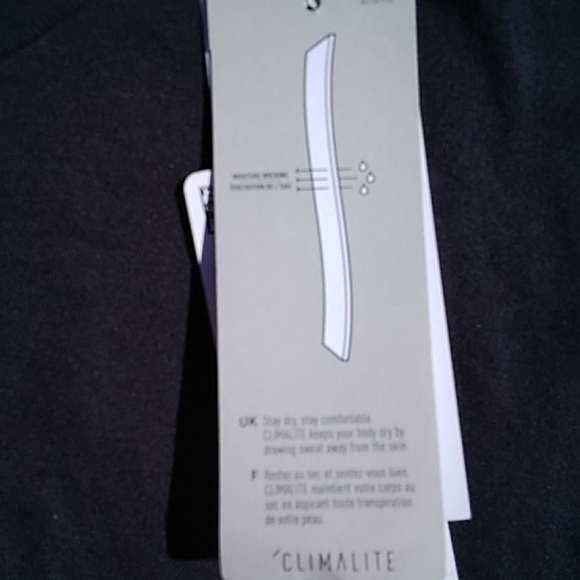 MOISTURE WICKING
ÉVACUATION DE L'EAU
UK Stay dry, stay comfortable.
CLIMALITE keeps your body dry by
drawing sweat away from the skin.
F Restez au sec et sentez-vous bien.
CLIMALITE maintient votre corps au
sec en aspirant toute transpiration
de votre peau.
CLIMALITE